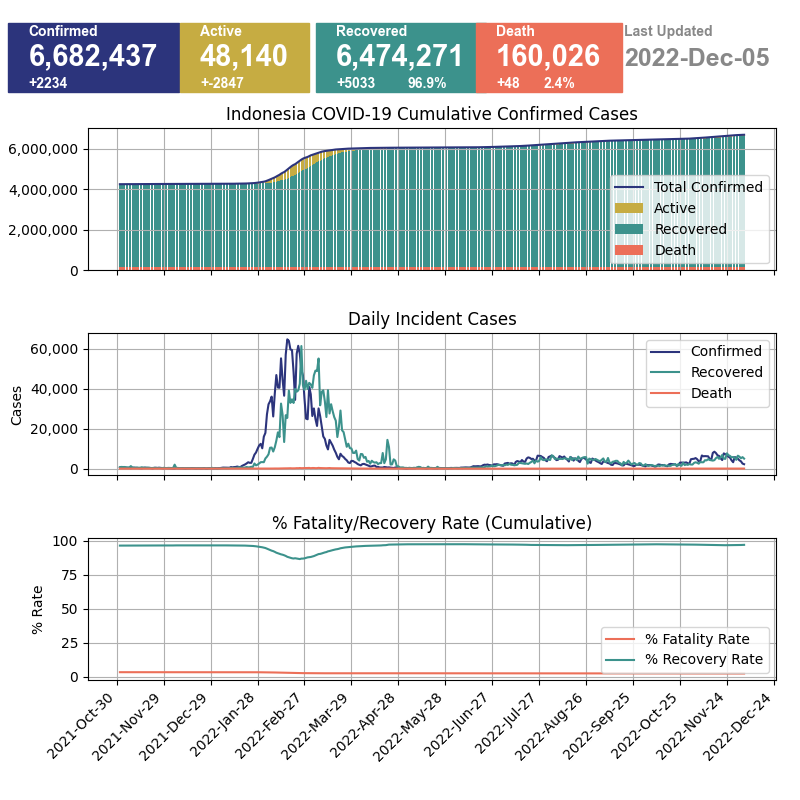 Confirmed
6,682,437
+2234
Active
48,140
+-2847
Recovered
6,474,271
+5033 96.9%
Death
160,026
+48 2.4%
Last Updated
2022-Dec-05
Indonesia COVID-19 Cumulative Confirmed Cases
6,000,000
4,000,000
2,000,000
0
Total Confirmed
Active
Recovered
Death
Daily Incident Cases
Cases
60,000
40,000
20,000
0
Confirmed
Recovered
Death
% Fatality/Recovery Rate (Cumulative)
% Rate
100
75
50
25
0
% Fatality Rate
% Recovery Rate
2021-Oct-30
2021-Nov-29
2021-Dec-29
2022-Jan-28
2022-Feb-27
2022-Mar-29
2022-Apr-28
2022-May-28
2022-Jun-27
2022-Jul-27
2022-Aug-26
2022-Sep-25
2022-Oct-25
2022-Nov-24
2022-Dec-24